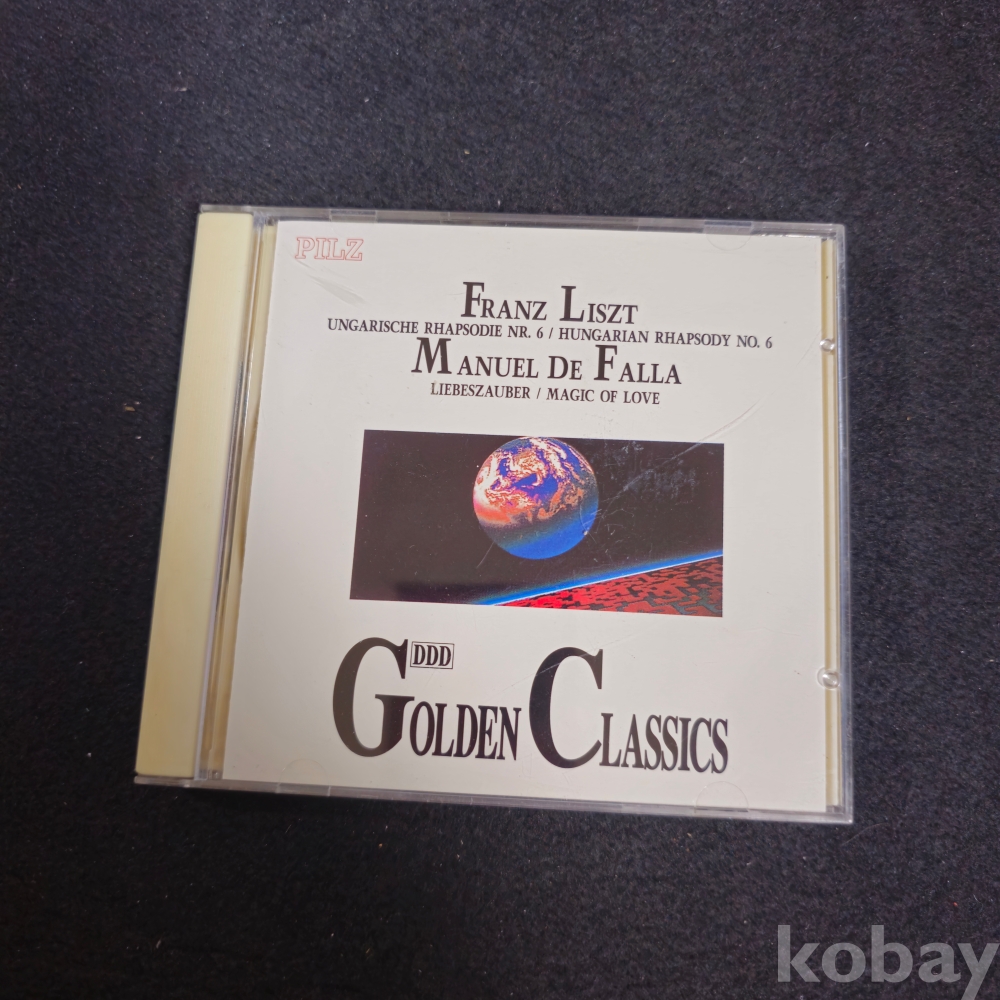 PILZ
FRANZ LISZT
UNGARISCHE RHAPSODIE NR. 6 / HUNGARIAN RHAPSODY NO. 6
MANUEL DE FALLA
LIEBESZAUBER / MAGIC OF LOVE
DDD
GOLDEN CLASSICS
kobay